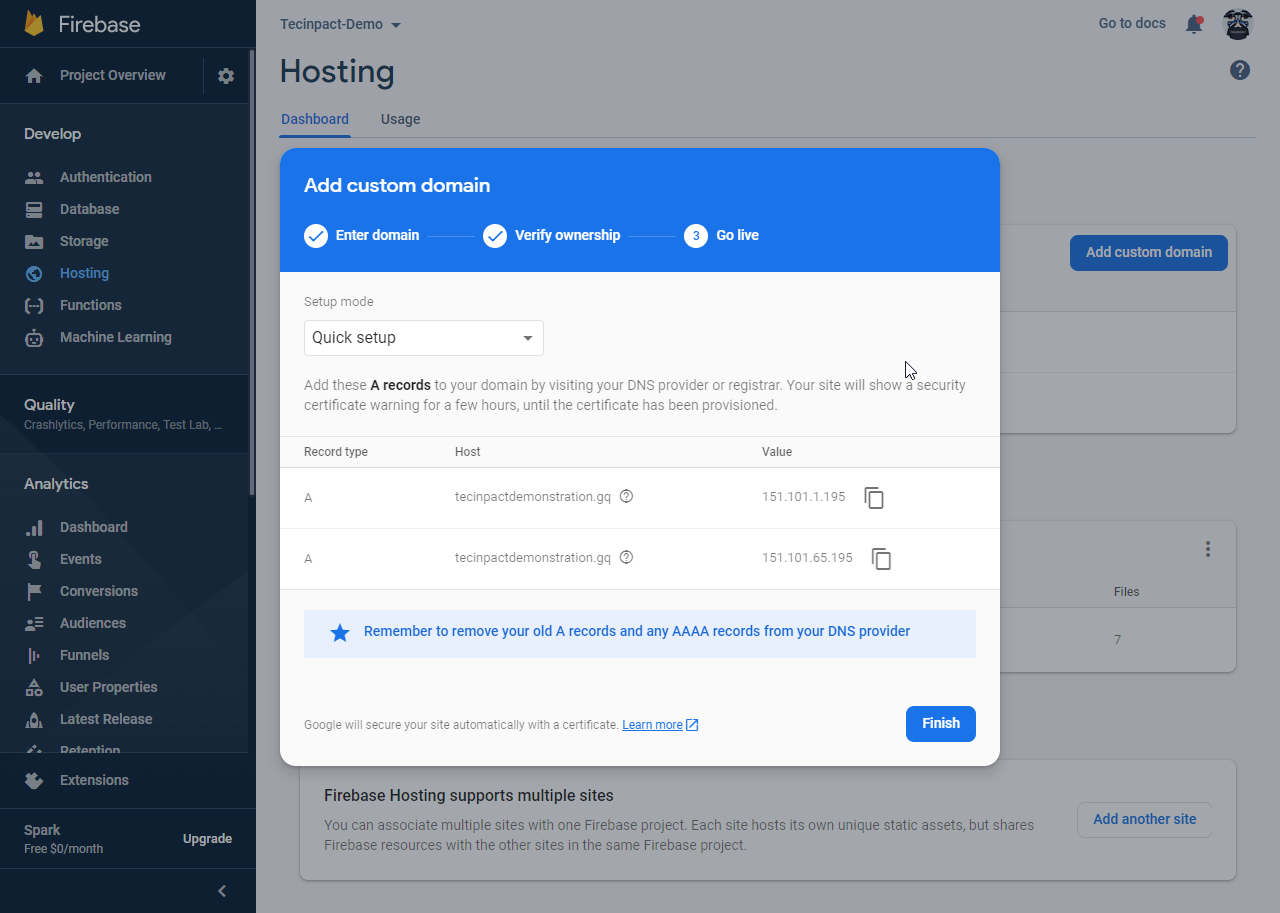 Firebase
Project Overview
Develop
Authentication
Database
Storage
Hosting
Functions
Machine Learning
Quality
Crashlytics, Performance, Test Lab, …
Analytics
Dashboard
Events
Conversions
Audiences
Funnels
User Properties
Latest Release
Retention
Extensions
Spark
Free $0/month
Upgrade
Tecinpact-Demo
Go to docs
Hosting
Dashboard Usage
Add custom domain
Add custom domain
Enter domain Verify ownership 3 Go live
Setup mode
Quick setup
Add these A records to your domain by visiting your DNS provider or registrar. Your site will show a security
certificate warning for a few hours, until the certificate has been provisioned.
Record type Host Value
A tecinpactdemonstration.gq 151.101.1.195
A tecinpactdemonstration.gq 151.101.65.195
Remember to remove your old A records and any AAAA records from your DNS provider
Google will secure your site automatically with a certificate. Learn more
Finish
Files
7
Firebase Hosting supports multiple sites
You can associate multiple sites with one Firebase project. Each site hosts its own unique static assets, but shares
Firebase resources with the other sites in the same Firebase project.
Add another site